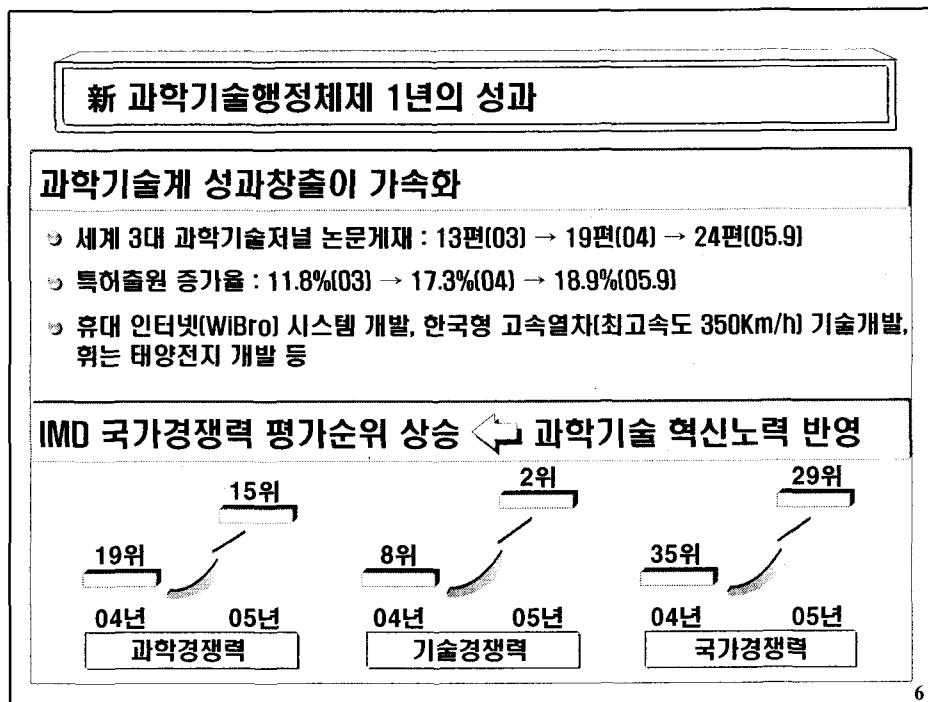 新 과학기술행정체제 1년의 성과
과학기술계 성과창출이 가속화
세계 3대 과학기술저널 논문게재 : 13편(03) → 19편(04) → 24편(05.9)
특허출원 증가율 : 11.8%(03) → 17.3%(04) → 18.9%(05.9)
휴대 인터넷(WiBro) 시스템 개발, 한국형 고속열차(최고속도 350Km/h) 기술개발,
휘는 태양전지 개발 등
IMD 국가경쟁력 평가순위 상승 과학기술 혁신노력 반영
19위 15위
04년 05년
과학경쟁력
8위 2위
04년 05년
기술경쟁력
35위 29위
04년 05년
국가경쟁력
6